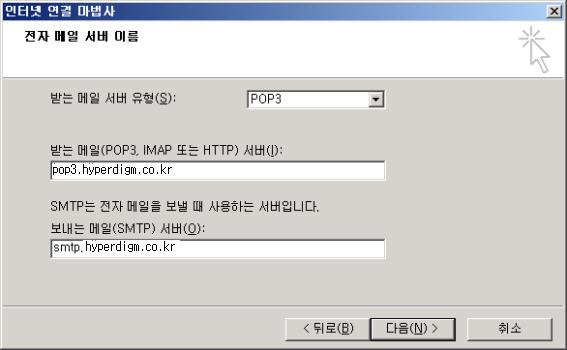 인터넷 연결 마법사
전자 메일 서버 이름
받는 메일 서버 유형(S): POP3
받는 메일(POP3, IMAP 또는 HTTP) 서버(I):
pop3.hyperdigm.co.kr
SMTP는 전자 메일을 보낼 때 사용하는 서버입니다.
보내는 메일(SMTP) 서버(O):
smtp.hyperdigm.co.kr
< 뒤로(B) 다음(N) > 취소